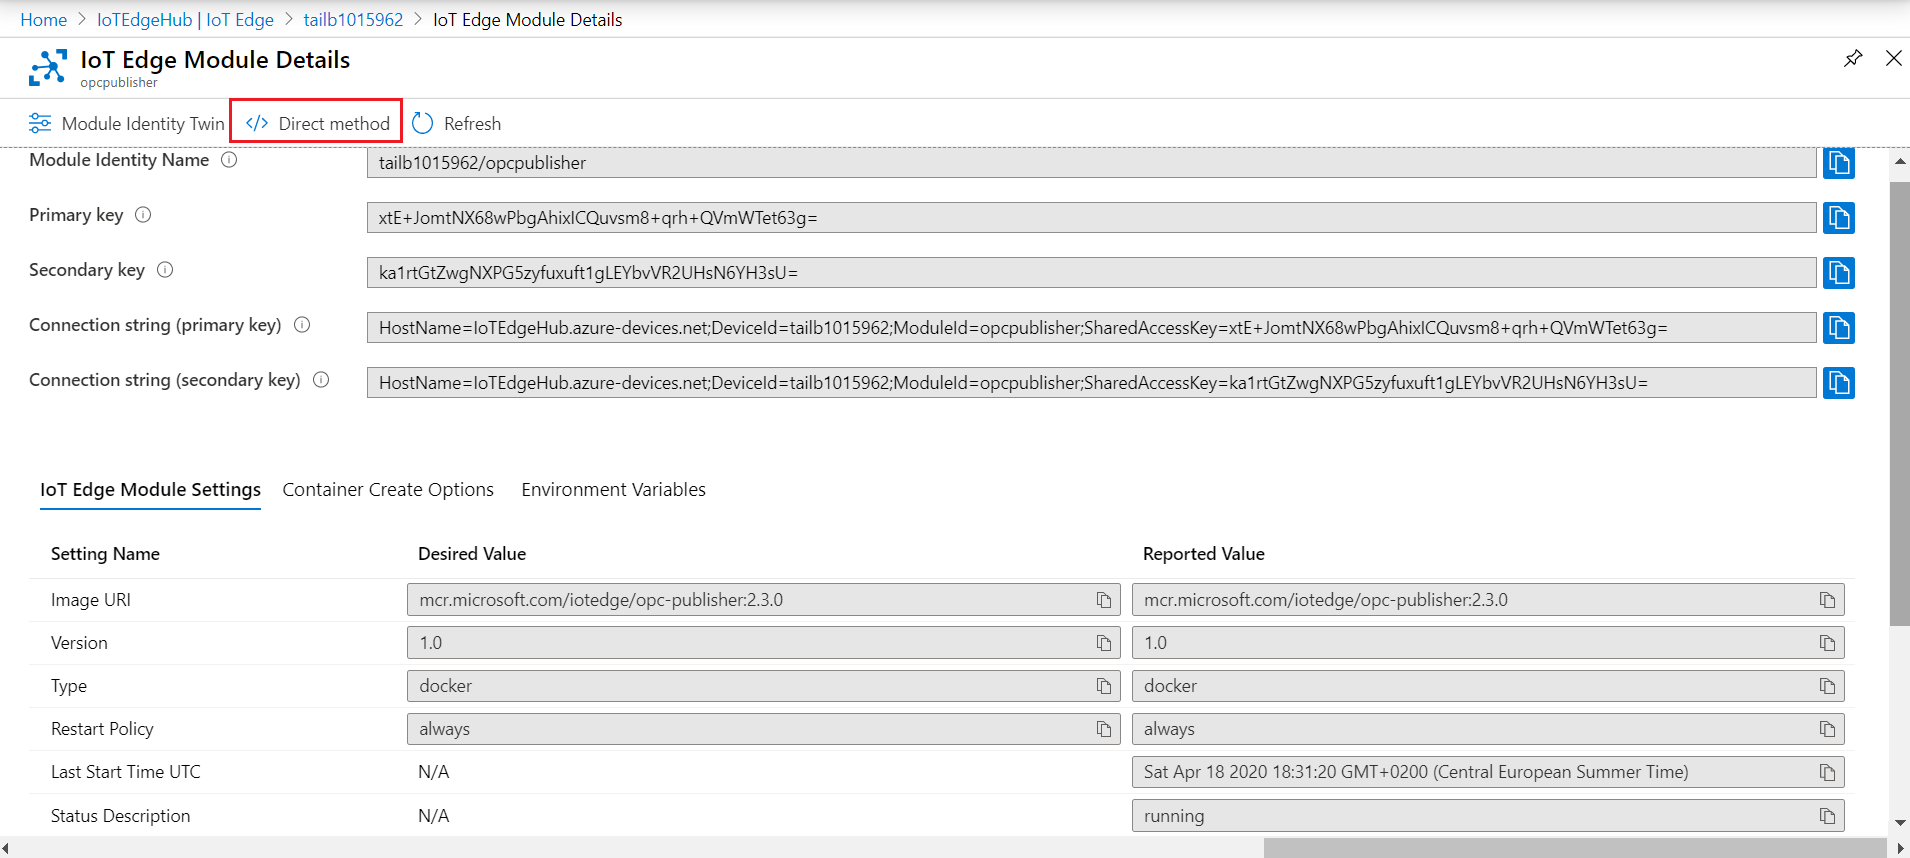 Home > IoTEdgeHub | IoT Edge > tailb1015962 > IoT Edge Module Details
IoT Edge Module Details
opcpublisher
Module Identity Twin </> Direct method Refresh
Module Identity Name tailb1015962/opcpublisher
Primary key xtE+JomtNX68wPbgAhixICQuvsm8+qrh+QVmWTet63g=
Secondary key ka1rtGtZwgNXPG5zyfuxuft1gLEYbvVR2UHsN6YH3sU=
Connection string (primary key) HostName=IoTEdgeHub.azure-devices.net;DeviceId=tailb1015962;ModuleId=opcpublisher;SharedAccessKey=xtE+JomtNX68wPbgAhixICQuvsm8+qrh+QVmWTet63g=
Connection string (secondary key) HostName=IoTEdgeHub.azure-devices.net;DeviceId=tailb1015962;ModuleId=opcpublisher;SharedAccessKey=ka1rtGtZwgNXPG5zyfuxuft1gLEYbvVR2UHsN6YH3sU=
IoT Edge Module Settings Container Create Options Environment Variables
Setting Name Desired Value Reported Value
Image URI mcr.microsoft.com/iotedge/opc-publisher:2.3.0 mcr.microsoft.com/iotedge/opc-publisher:2.3.0
Version 1.0 1.0
Type docker docker
Restart Policy always always
Last Start Time UTC N/A Sat Apr 18 2020 18:31:20 GMT+0200 (Central European Summer Time)
Status Description N/A running